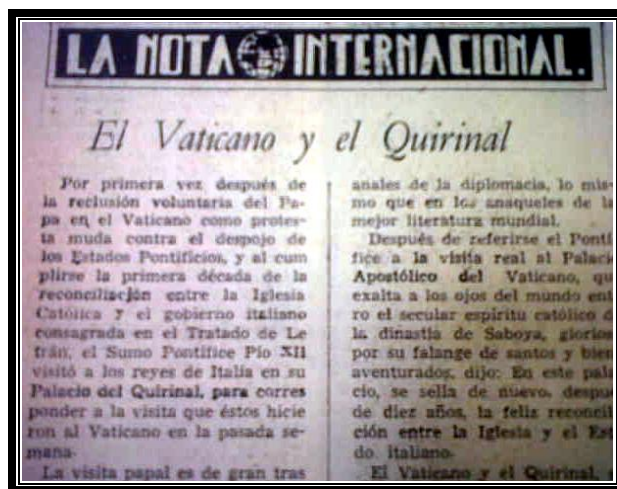 LA NOTA INTERNACIONAL.
El Vaticano y el Quirinal
Por primera vez después de
la reclusión voluntaria del Pa-
pa en el Vaticano como protes-
ta muda contra el despojo de
los Estados Pontificios, y al cum
plirse la primera década de la
reconciliación entre la Iglesia
Católica y el gobierno italiano
consagrada en el Tratado de Le
trán, el Sumo Pontífice Pío XII
visitó a los reyes de Italia en su
Palacio del Quirinal, para corres
ponder a la visita que éstos hicie
ron al Vaticano en la pasada se-
mana.
La visita papal es de gran tras
anales de la diplomacia, lo mis-
mo que en los anaqueles de la
mejor literatura mundial.
Después de referirse el Pontí
fice a la visita real al Palaci
Apostólico del Vaticano, qu
exalta a los ojos del mundo ent
ro el secular espíritu católico d
la dinastía de Saboya, glorios
por su falange de santos y bien
aventurados, dijo: En este pala
cio, se sella de nuevo, despu
de diez años, la feliz reconcil
ción entre la Iglesia y el Est
do italiano.
El Vaticano y el Quirinal,